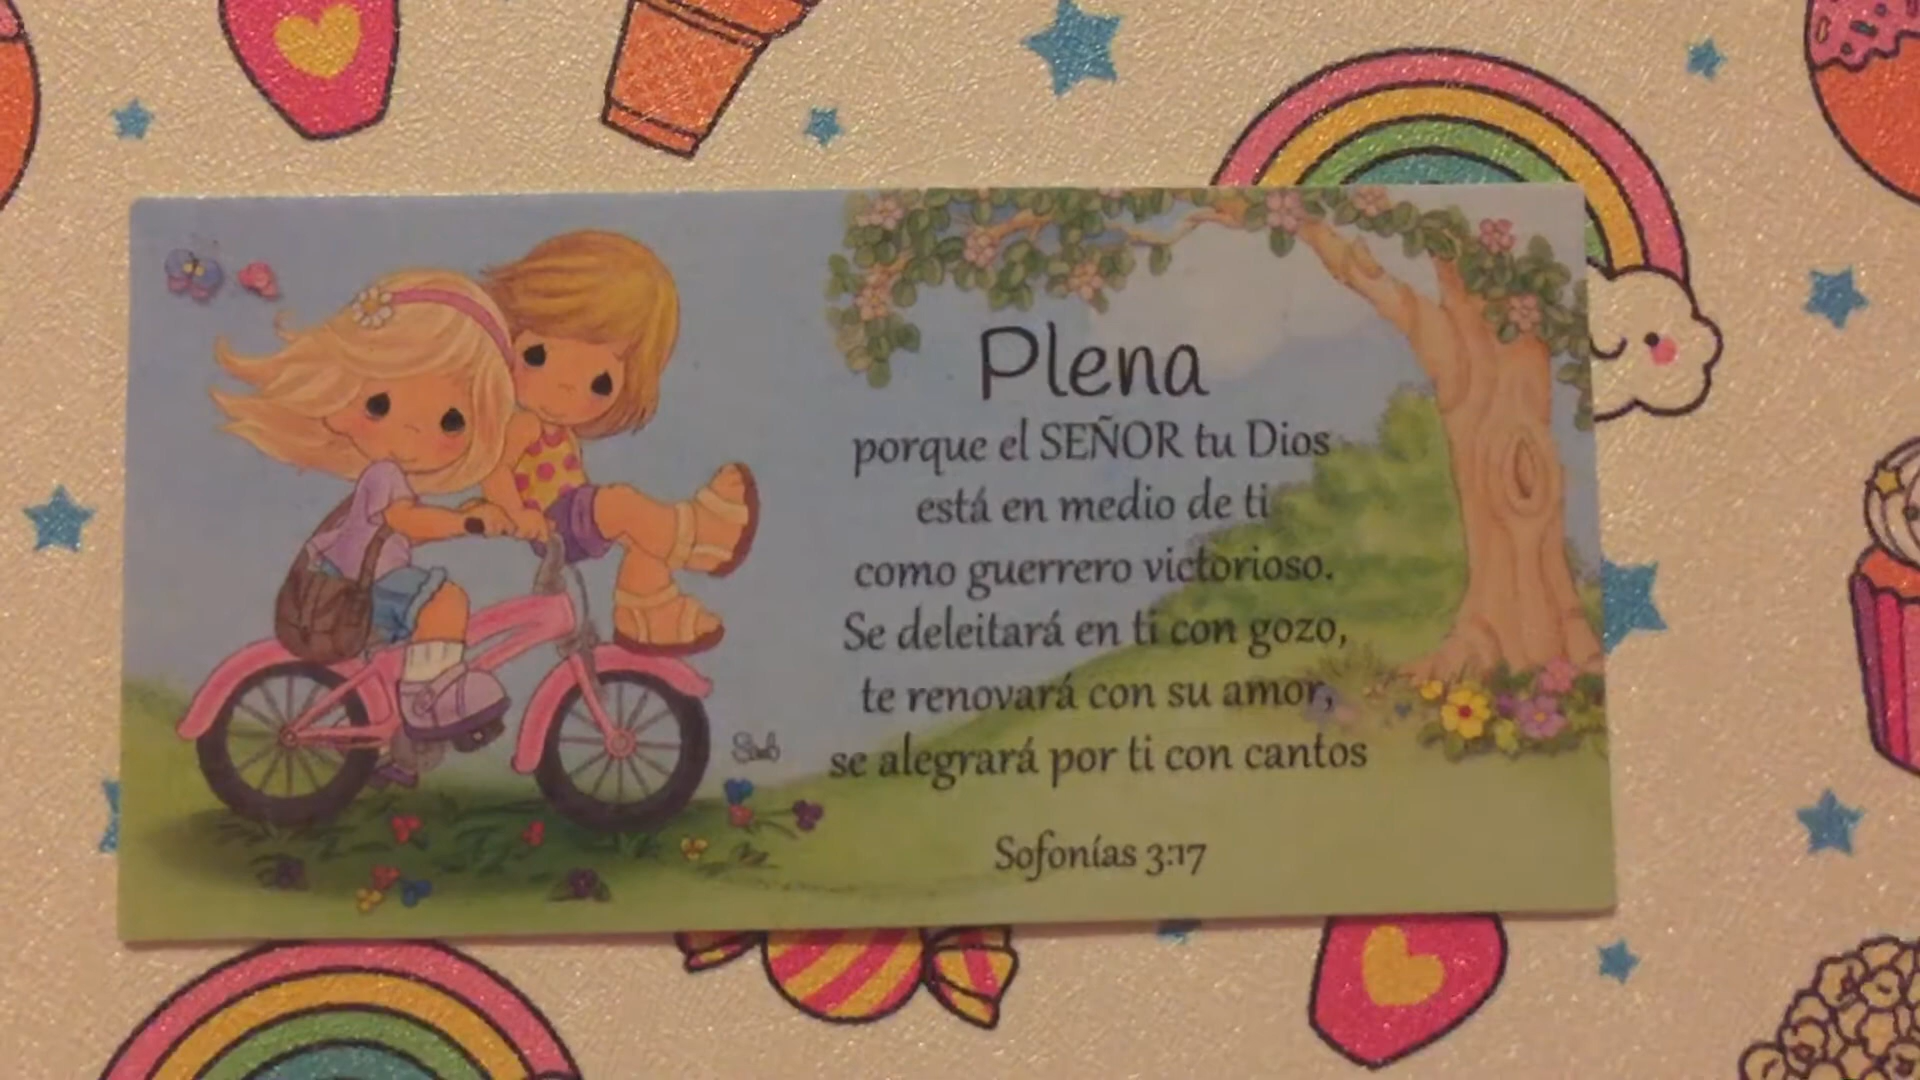 Plena
porque el SEÑOR tu Dios
está en medio de ti
como guerrero victorioso.
Se deleitará en ti con gozo,
te renovará con su amor,
se alegrará por ti con cantos
Sofonías 3:17